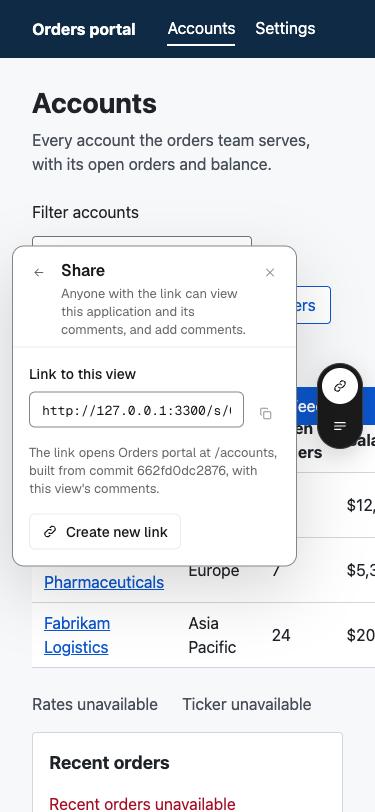 Orders portal
Accounts
Settings
Accounts
Every account the orders team serves,
with its open orders and balance.
Filter accounts
Share
Anyone with the link can view
this application and its
comments, and add comments.
Link to this view
http://127.0.0.1:3300/s/
The link opens Orders portal at /accounts,
built from commit 662fd0dc2876, with
this view's comments.
Create new link
$12,
Pharmaceuticals
Europe
7
$5,3
Fabrikam
Logistics
Asia
Pacific
24
$20
Rates unavailable
Ticker unavailable
Recent orders
Recent orders unavailable